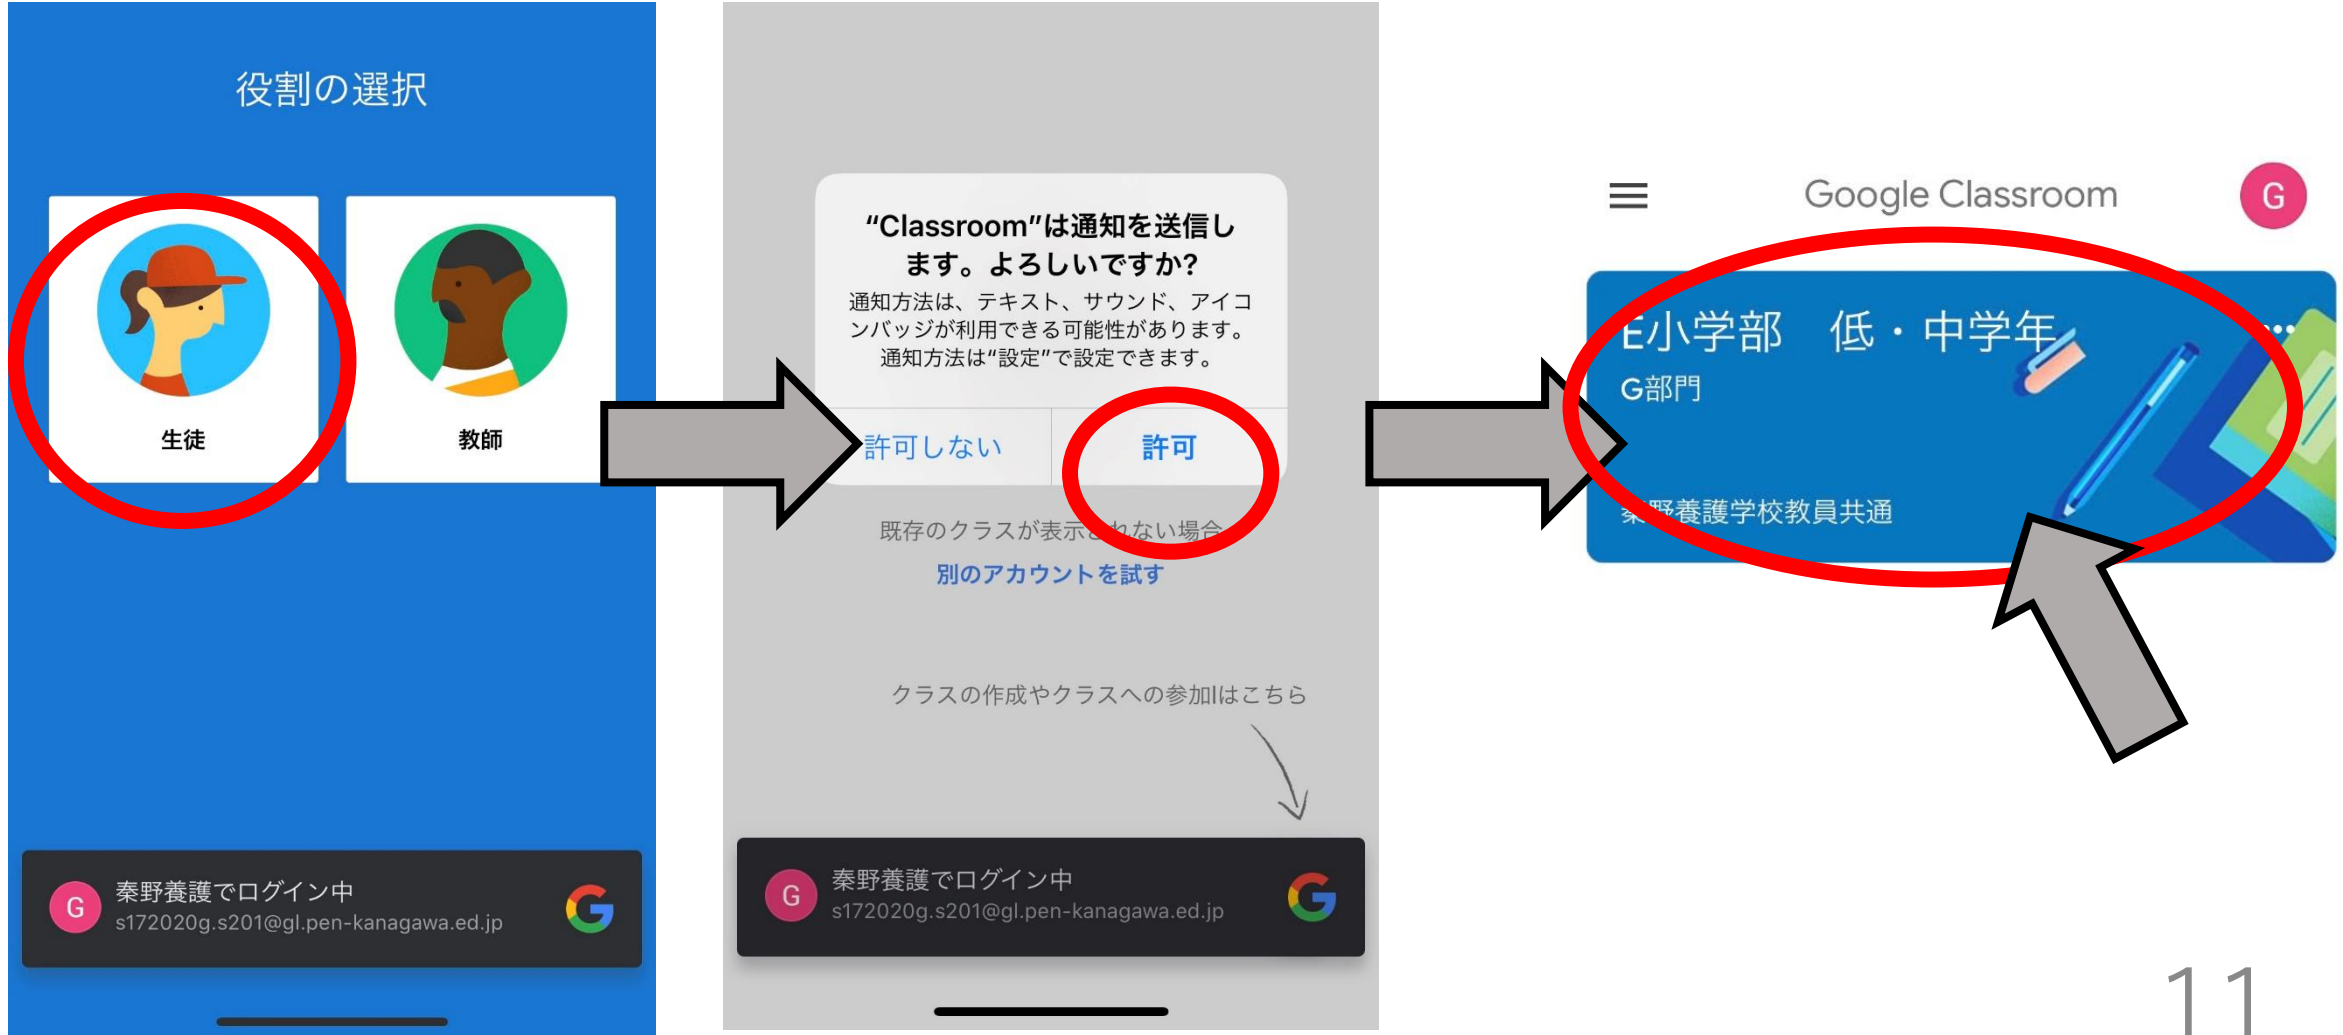 役割の選択
生徒
教師
G
秦野養護でログイン中
s172020g.s201@gl.pen-kanagawa.ed.jp
“Classroom”は通知を送信し
ます。よろしいですか?
通知方法は、テキスト、サウンド、アイコ
ンバッジが利用できる可能性があります。
通知方法は“設定”で設定できます。
許可しない
許可
既存のクラスが表示されない場合
別のアカウントを試す
クラスの作成やクラスへの参加はこちら
G
秦野養護でログイン中
s172020g.s201@gl.pen-kanagawa.ed.jp
Google Classroom
G
E小学部　低・中学年
G部門
秦野養護学校教員共通
11